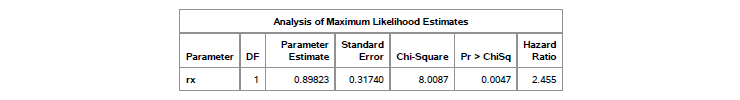 Analysis of Maximum Likelihood Estimates
Parameter DF Parameter Estimate Standard Error Chi-Square Pr > ChiSq Hazard Ratio
rx 1 0.89823 0.31740 8.0087 0.0047 2.455